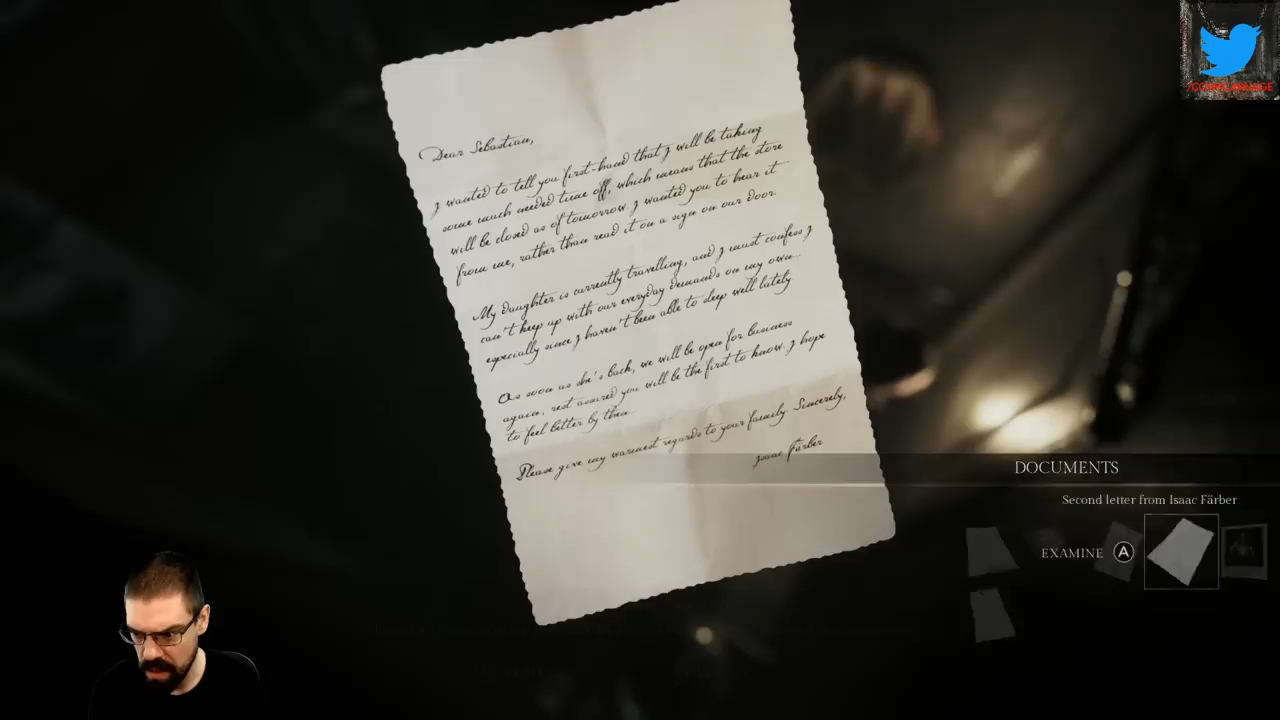 Dear Sebastian,
I wanted to tell you first-hand that I will be taking
some much needed time off, which means that the store
will be closed as of tomorrow. I wanted you to hear it
from me, rather than read it on a sign on our door.
My daughter is currently travelling, and I must confess I
can't keep up with our everyday demands on my own
especially since I haven't been able to sleep well lately
As soon as she's back, we will be open for business
again, rest assured you will be the first to know. I hope
to feel better by then
Please give my warmest regards to your family. Sincerely,
Isaac Färber
DOCUMENTS
Second letter from Isaac Färber
EXAMINE A